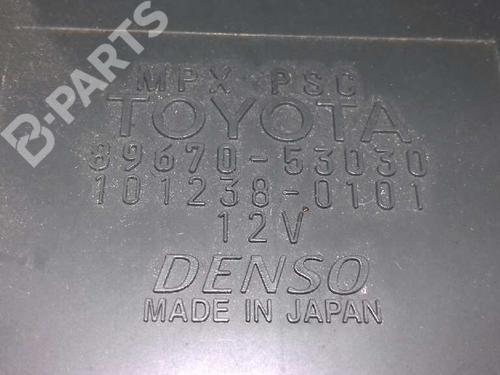 MPX PSC
TOYOTA
89670-53030
101238-0101
12V
DENSO
MADE IN JAPAN
B-PARTS